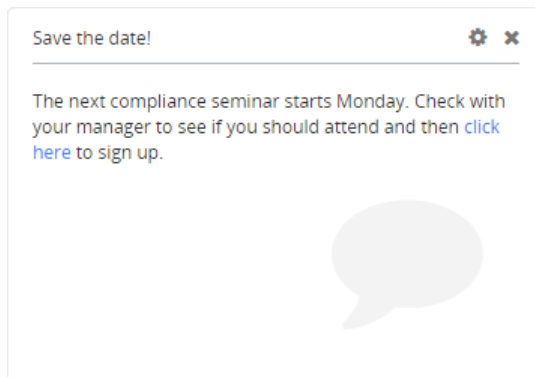 Save the date!
The next compliance seminar starts Monday. Check with
your manager to see if you should attend and then click
here to sign up.